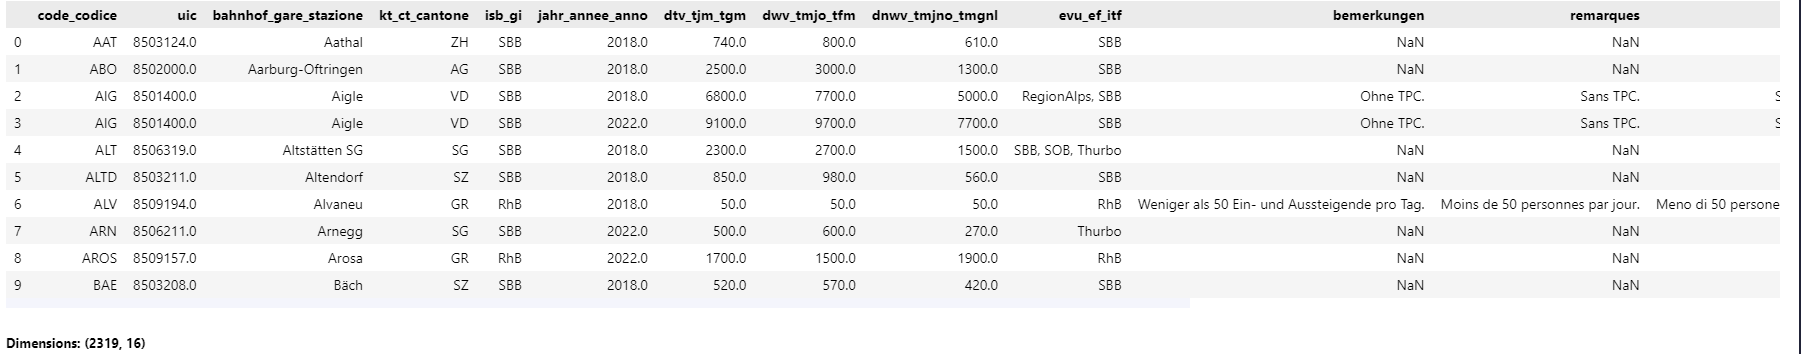 code_codice uic bahnhof_gare_stazione kt_ct_cantone isb_gi jahr_annee_anno dtv_tjm_tgm dwv_tmjo_tfm dnwv_tmjno_tmgnl evu_ef_itf bemerkungen remarques
0 AAT 8503124.0 Aathal ZH SBB 2018.0 740.0 800.0 610.0 SBB NaN NaN
1 ABO 8502000.0 Aarburg-Oftringen AG SBB 2018.0 2500.0 3000.0 1300.0 SBB NaN NaN
2 AIG 8501400.0 Aigle VD SBB 2018.0 6800.0 7700.0 5000.0 RegionAlps, SBB Ohne TPC. Sans TPC. S
3 AIG 8501400.0 Aigle VD SBB 2022.0 9100.0 9700.0 7700.0 SBB Ohne TPC. Sans TPC. S
4 ALT 8506319.0 Altstätten SG SG SBB 2018.0 2300.0 2700.0 1500.0 SBB, SOB, Thurbo NaN NaN
5 ALTD 8503211.0 Altendorf SZ SBB 2018.0 850.0 980.0 560.0 SBB NaN NaN
6 ALV 8509194.0 Alvaneu GR RhB 2018.0 50.0 50.0 50.0 RhB Weniger als 50 Ein- und Aussteigende pro Tag. Moins de 50 personnes par jour. Meno di 50 persone
7 ARN 8506211.0 Arnegg SG SBB 2022.0 500.0 600.0 270.0 Thurbo NaN NaN
8 AROS 8509157.0 Arosa GR RhB 2022.0 1700.0 1500.0 1900.0 RhB NaN NaN
9 BAE 8503208.0 Bäch SZ SBB 2018.0 520.0 570.0 420.0 SBB NaN NaN
Dimensions: (2319, 16)